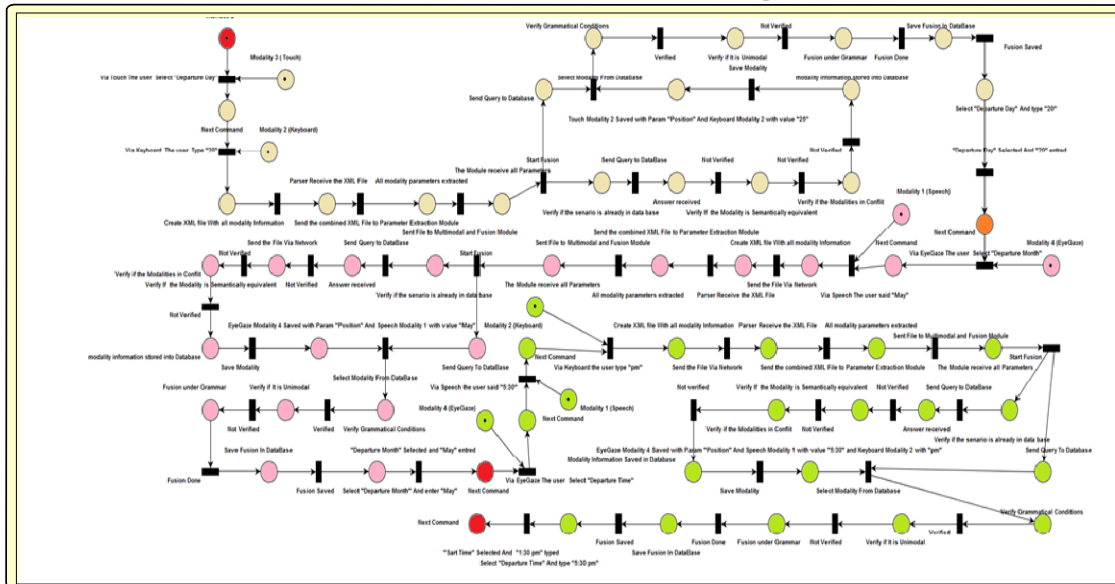 Modality 3 (Touch)
Via Touch The user Select "Departure Day"
Next Command
Modality 2 (Keyboard)
Via Keyboard The user Type "20"
Create XML file With all modality Information
Parser Receive the XML File
Send the combined XML File to Parameter Extraction Module
All modality parameters extracted
Sent File to Multimodal and Fusion Module
The Module receive all Parameters
Start Fusion
Send Query to Database
Select Modality From Database
Verify Grammatical Conditions
Verified
Verify if It is Unimodal
Not Verified
Fusion under Grammar
Fusion Done
Save Fusion In DataBase
Fusion Saved
Save Modality
modality information stored into Database
Touch Modality 2 Saved with Param "Position" And Keyboard Modality 2 with value "25"
Select "Departure Day" And type "20"
"Departure Day" Selected And "20" entred
Verify if the senario is already in data base
Send Query to DataBase
Answer received
Not Verified
Verify If the Modality is Semantically equivalent
Not Verified
Verify if the Modalities in Conflit
Not Verified
Next Command
Modality 4 (EyeGaze)
Via EyeGaze The user Select "Departure Month"
Next Command
Modality 1 (Speech)
Via Speech The user said "May"
Create XML file With all modality Information
Send the File Via Network
Parser Receive the XML File
Send the combined XML File to Parameter Extraction Module
All modality parameters extracted
Sent File to Multimodal and Fusion Module
The Module receive all Parameters
Start Fusion
Verify if the senario is already in data base
Send Query to DataBase
Answer received
Send the File Via Network
Not Verified
Verify If the Modality is Semantically equivalent
Not Verified
Verify if the Modalities in Conflit
Not Verified
EyeGaze Modality 4 Saved with Param "Position" And Speech Modality 1 with value "May"
modality information stored into Database
Save Modality
Send Query To DataBase
Select Modality From DataBase
Verify Grammatical Conditions
Verified
Verify if It is Unimodal
Not Verified
Fusion under Grammar
Fusion Done
Save Fusion In DataBase
Fusion Saved
Select "Departure Month" And enter "May"
"Departure Month" Selected and "May" entred
Next Command
Via EyeGaze The user Select "Departure Time"
Modality 4 (EyeGaze)
Next Command
Modality 1 (Speech)
Via Speech the user said "5:30"
Next Command
Modality 2 (Keyboard)
Via Keyboard the user type "pm"
Create XML file With all modality Information
Send the File Via Network
Parser Receive the XML File
Send the combined XML File to Parameter Extraction Module
All modality parameters extracted
Sent File to Multimodal and Fusion Module
The Module receive all Parameters
Start Fusion
Verify if the senario is already in data base
Send Query to DataBase
Answer received
Not Verified
Verify If the Modality is Semantically equivalent
Not Verified
Verify if the Modalities in Conflit
Not verified
EyeGaze Modality 4 Saved with Param "Position" And Speech Modality 1 with value "5:30" and Keyboard Modality 2 with "pm"
Modality Information Saved in Database
Save Modality
Select Modality From Database
Send Query To Database
Verify Grammatical Conditions
Verified
Verify if It is Unimodal
Not Verified
Fusion under Grammar
Fusion Done
Save Fusion In DataBase
Fusion Saved
Select "Departure Time" And type "5:30 pm"
"Start Time" Selected And "1:30 pm" typed
Next Command